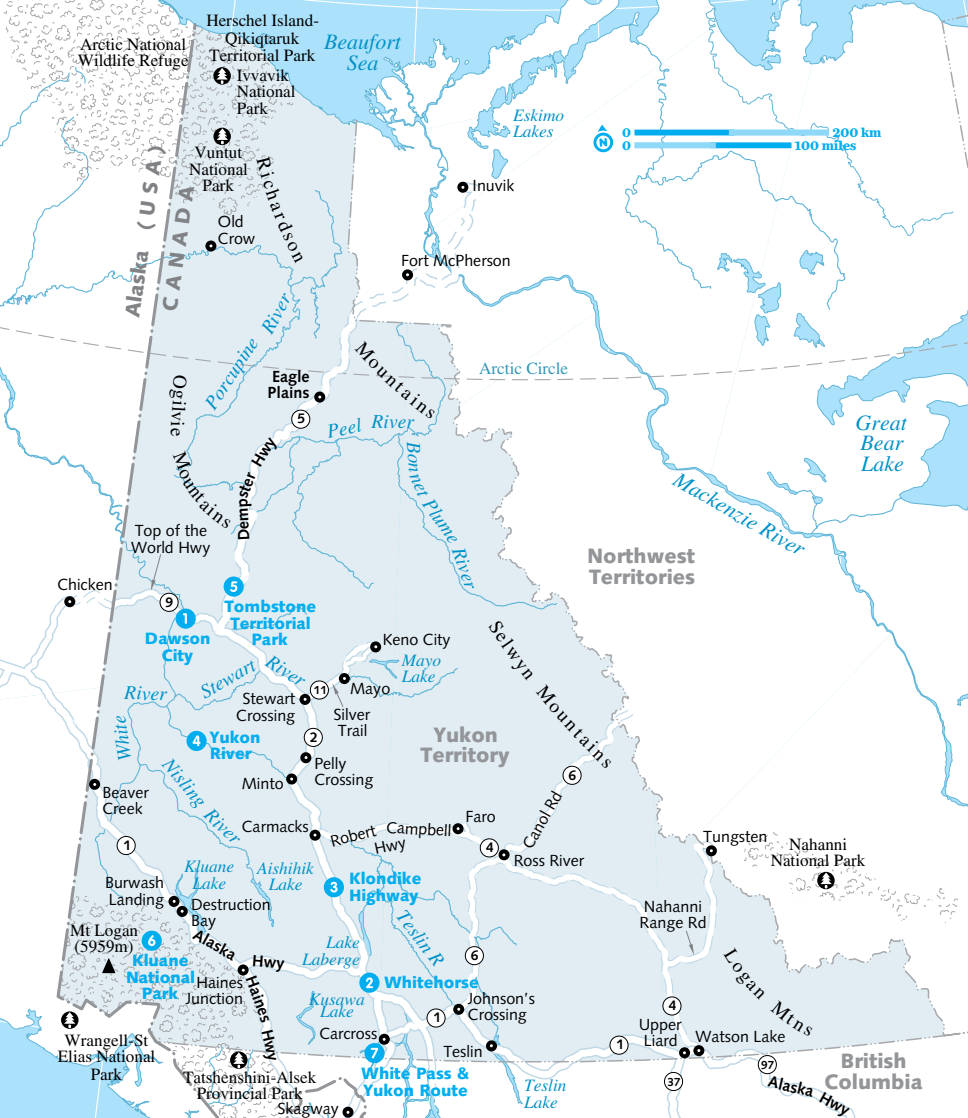 Herschel Island-
Qikiqtaruk
Territorial Park
Arctic National
Wildlife Refuge
Beaufort
Sea
Ivvavik
National
Park
Eskimo
Lakes
N
0
200 km
0
100 miles
Vuntut
National
Park
Richardson
Mountains
Inuvik
Alaska (USA)
CANADA
Old
Crow
Fort McPherson
Porcupine River
Arctic Circle
Eagle
Plains
5
Ogilvie Mountains
Peel River
Great
Bear
Lake
Dempster Hwy
Bonnet Plume River
Mackenzie River
Top of the
World Hwy
Northwest
Territories
Chicken
9
5
Tombstone
Territorial
Park
1
Dawson
City
Keno City
Mayo
Lake
Selwyn Mountains
Stewart River
11
Mayo
River
White
Stewart
Crossing
Silver
Trail
4
Yukon
River
2
Yukon
Territory
Pelly
Crossing
Minto
Nisling River
6
Beaver
Creek
Canol Rd
Carmacks
Robert Campbell
Hwy
Faro
4
Ross River
Tungsten
Nahanni
National Park
1
Kluane
Lake
Aishihik
Lake
3
Klondike
Highway
Burwash
Landing
Destruction
Bay
Nahanni
Range Rd
Teslin R
Mt Logan
(5959m)
6
Kluane
National
Park
Alaska Hwy
Lake
Laberge
6
Logan Mtns
Haines
Junction
Haines Hwy
2
Whitehorse
Kusawa
Lake
Johnson's
Crossing
1
4
Wrangell-St
Elias National
Park
Carcross
Teslin
1
Upper
Liard
Watson Lake
7
White Pass &
Yukon Route
Tatshenshini-Alsek
Provincial Park
Skagway
Teslin
Lake
37
97
Alaska Hwy
British
Columbia